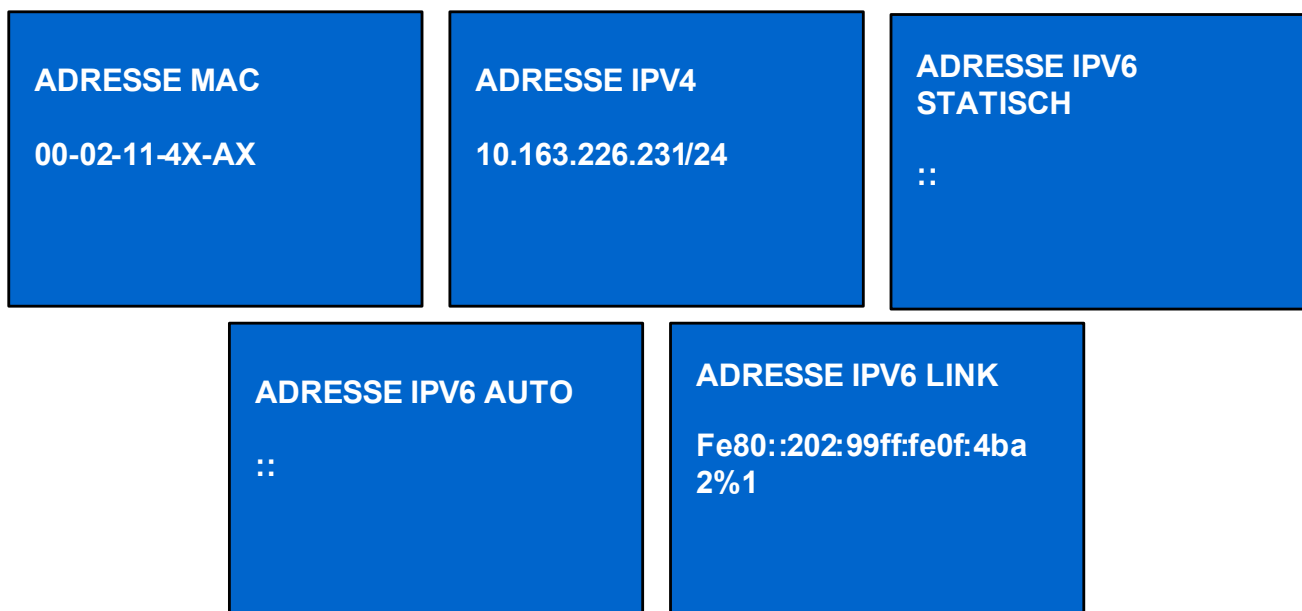 ADRESSE MAC
00-02-11-4X-AX
ADRESSE IPV4
10.163.226.231/24
ADRESSE IPV6
STATISCH
::
ADRESSE IPV6 AUTO
::
ADRESSE IPV6 LINK
Fe80::202:99ff:fe0f:4ba
2%1